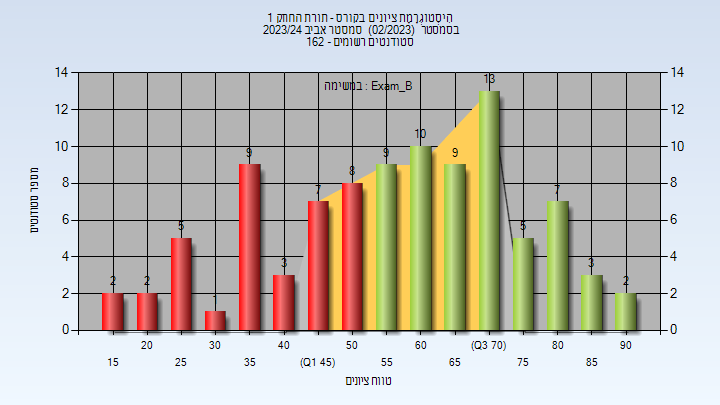 היסטוגרמת ציונים בקורס - תורת החוזק 1
בסמסטר (02/2023) סמסטר אביב 2023/24
סטודנטים רשומים - 162
במשימה : Exam_B
מספר סטודנטים
14 14
12 12
10 10
8 8
6 6
4 4
2 2
0 0
2 2 5 1 9 3 7 8 9 10 9 13 5 7 3 2
20 30 40 50 60 (Q3 70) 80 90
15 25 35 (Q1 45) 55 65 75 85
טווח ציונים